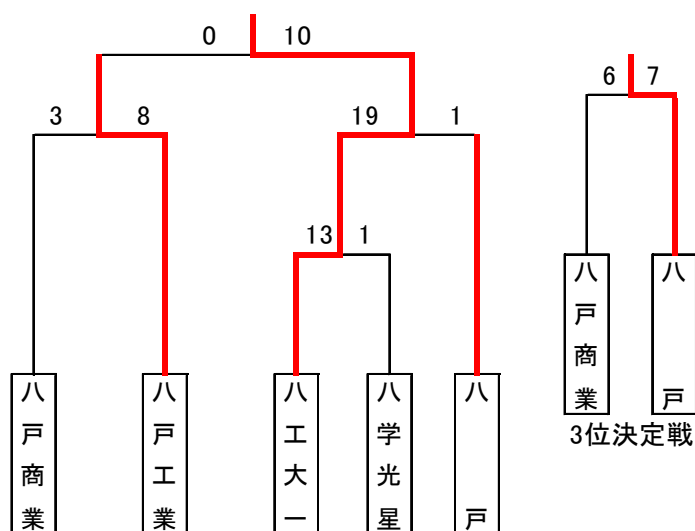 0 10
3 8
19 1
13 1
6 7
八戸商業
八戸
3位決定戦
八戸商業
八戸工業
八工大一
八学光星
八戸